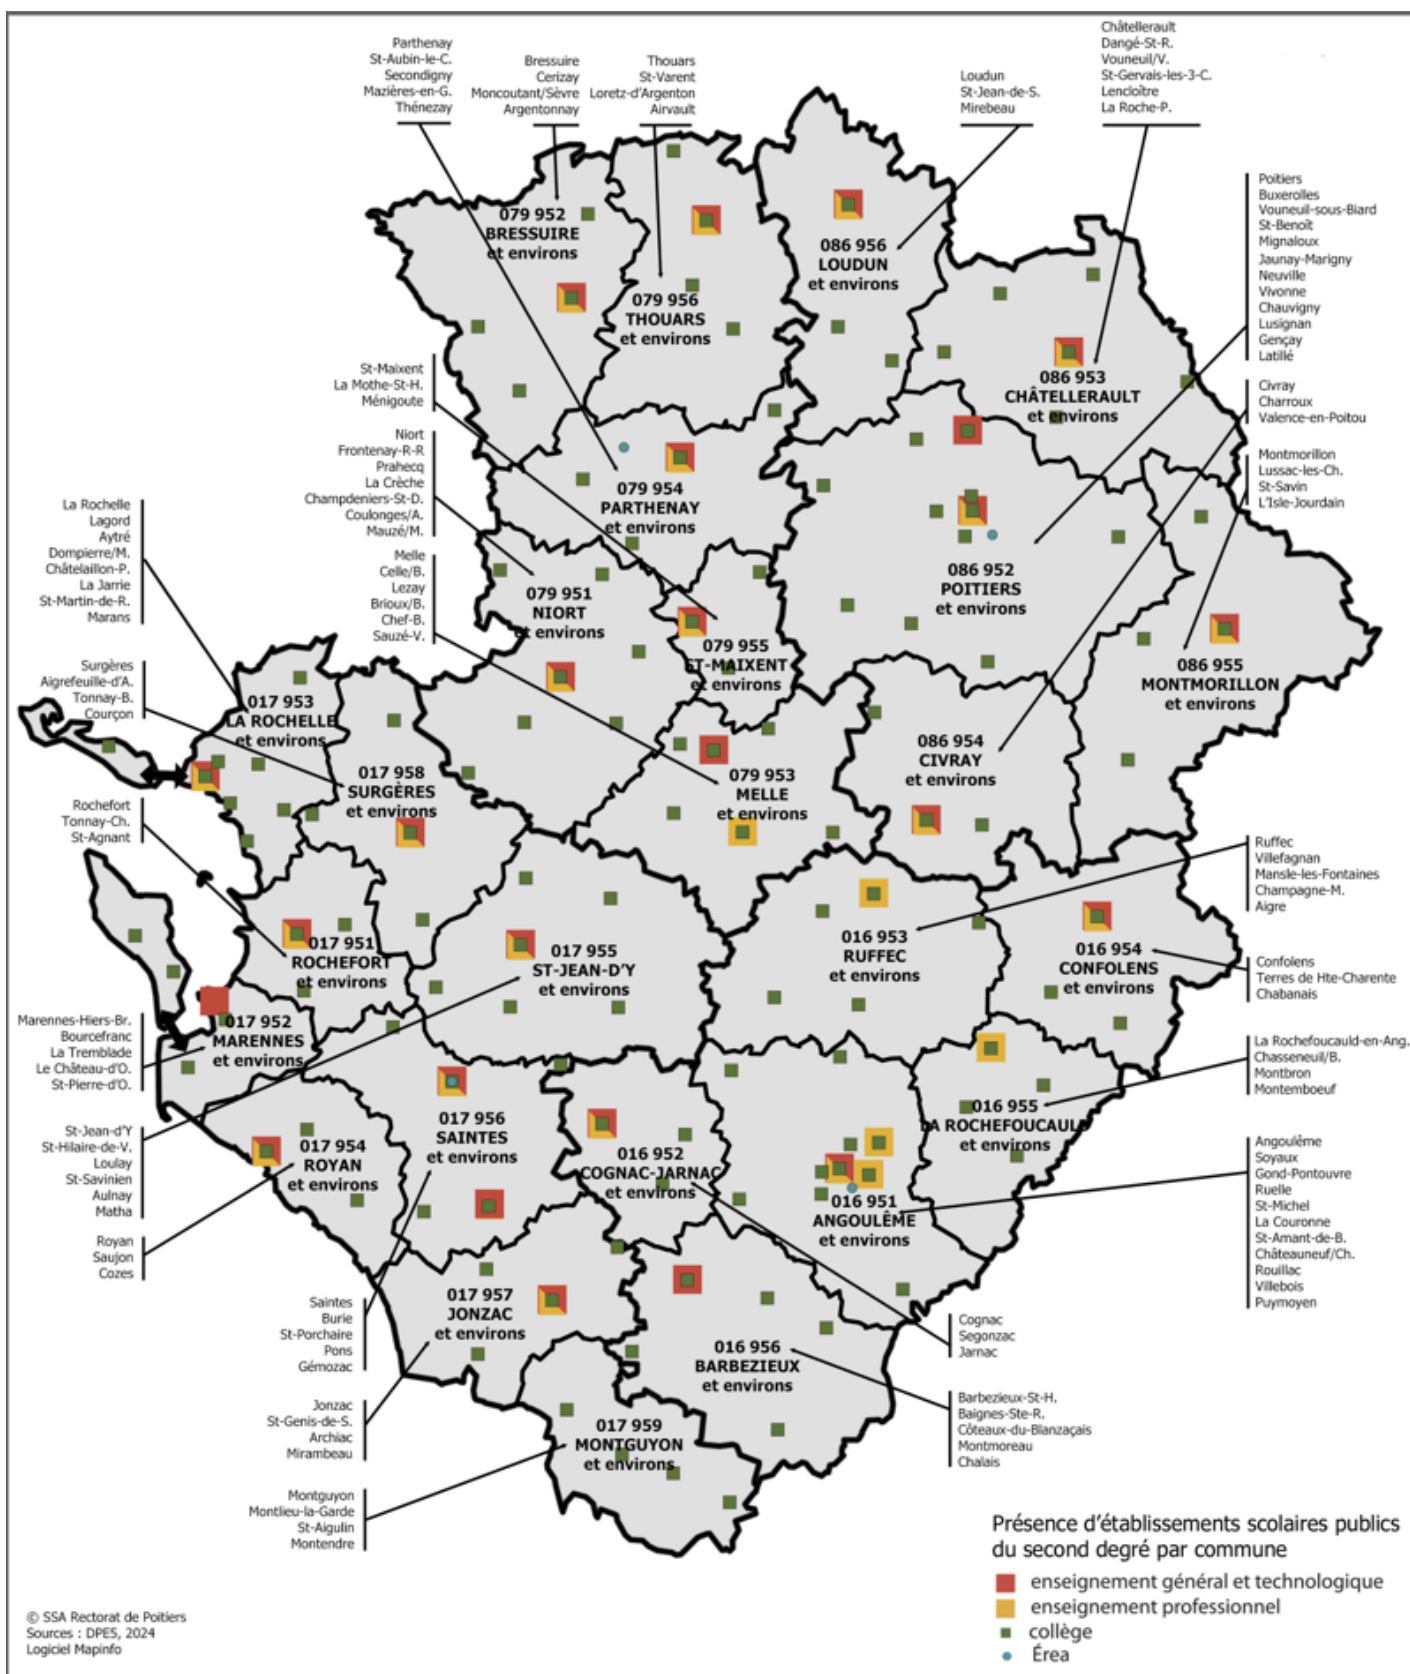 Parthenay
St-Aubin-le-C.
Secondigny
Mazières-en-G.
Thénezay
Bressuire
Cerizay
Moncoutant/Sèvre
Argentonnay
Thouars
St-Varent
Loretz-d'Argenton
Airvault
Loudun
St-Jean-de-S.
Mirebeau
Châtellerault
Dangé-St-R.
Vouneuil/V.
St-Gervais-les-3-C.
Lencloître
La Roche-P.
Poitiers
Buxerolles
Vouneuil-sous-Biard
St-Benoît
Mignaloux
Jaunay-Marigny
Neuville
Vivonne
Chauvigny
Lusignan
Gençay
Latillé
Civray
Charroux
Valence-en-Poitou
Montmorillon
Lussac-les-Ch.
St-Savin
L'Isle-Jourdain
St-Maixent
La Mothe-St-H.
Ménigoute
Niort
Frontenay-R-R
Prahecq
La Crèche
Champdeniers-St-D.
Coulonges/A.
Mauzé/M.
Melle
Celle/B.
Lezay
Brioux/B.
Chef-B.
Sauzé-V.
La Rochelle
Lagord
Aytré
Dompierre/M.
Châtelaillon-P.
La Jarrie
St-Martin-de-R.
Marans
Surgères
Aigrefeuille-d'A.
Tonnay-B.
Courçon
Rochefort
Tonnay-Ch.
St-Agnant
Marennes-Hiers-Br.
Bourcefranc
La Tremblade
Le Château-d'O.
St-Pierre-d'O.
St-Jean-d'Y
St-Hilaire-de-V.
Loulay
St-Savinien
Aulnay
Matha
Royan
Saujon
Cozes
Saintes
Burie
St-Porchaire
Pons
Gémozac
Jonzac
St-Genis-de-S.
Archiac
Mirambeau
Montguyon
Montlieu-la-Garde
St-Aigulin
Montendre
079 952
BRESSUIRE
et environs
079 956
THOUARS
et environs
086 956
LOUDUN
et environs
086 953
CHÂTELLERAULT
et environs
079 954
PARTHENAY
et environs
079 951
NIORT
et environs
079 955
ST-MAIXENT
et environs
086 952
POITIERS
et environs
086 955
MONTMORILLON
et environs
017 953
LA ROCHELLE
et environs
017 958
SURGÈRES
et environs
079 953
MELLE
et environs
086 954
CIVRAY
et environs
017 951
ROCHEFORT
et environs
017 955
ST-JEAN-D'Y
et environs
016 953
RUFFEC
et environs
016 954
CONFOLENS
et environs
017 952
MARENNES
et environs
017 954
ROYAN
et environs
017 956
SAINTES
et environs
016 952
COGNAC-JARNAC
et environs
016 951
ANGOULÊME
et environs
016 955
LA ROCHEFOUCAULD
et environs
017 957
JONZAC
et environs
016 956
BARBEZIEUX
et environs
017 959
MONTGUYON
et environs
Ruffec
Villefagnan
Mansle-les-Fontaines
Champagne-M.
Aigre
Confolens
Terres de Hte-Charente
Chabanais
La Rochefoucauld-en-Ang.
Chasseneuil/B.
Montbron
Montemboeuf
Angoulême
Soyaux
Gond-Pontouvre
Ruelle
St-Michel
La Couronne
St-Amant-de-B.
Châteauneuf/Ch.
Rouillac
Villebois
Puymoyen
Cognac
Segonzac
Jarnac
Barbezieux-St-H.
Baignes-Ste-R.
Côteaux-du-Blanzaçais
Montmoreau
Chalais
Présence d'établissements scolaires publics
du second degré par commune
enseignement général et technologique
enseignement professionnel
collège
Érea
© SSA Rectorat de Poitiers
Sources : DPE5, 2024
Logiciel Mapinfo